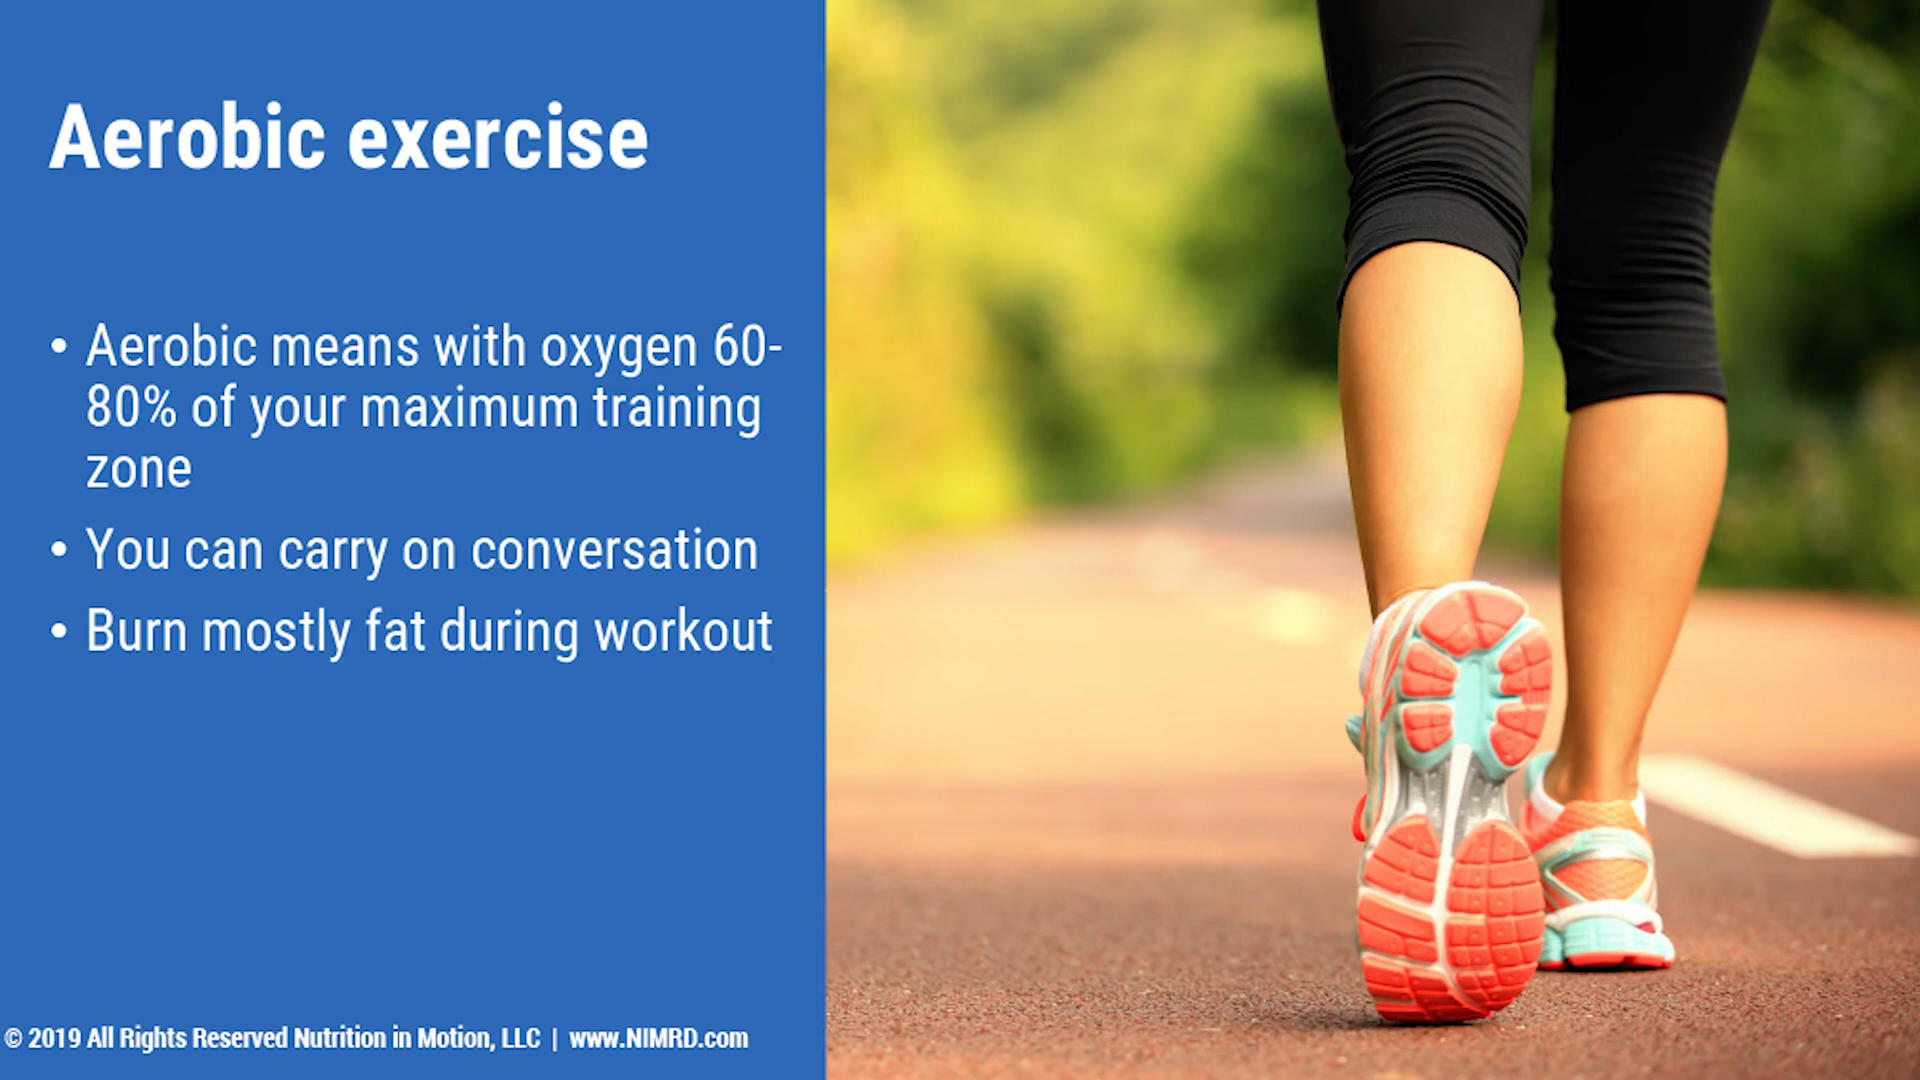 Aerobic exercise
• Aerobic means with oxygen 60-
80% of your maximum training
zone
• You can carry on conversation
• Burn mostly fat during workout
© 2019 All Rights Reserved Nutrition in Motion, LLC | www.NIMRD.com